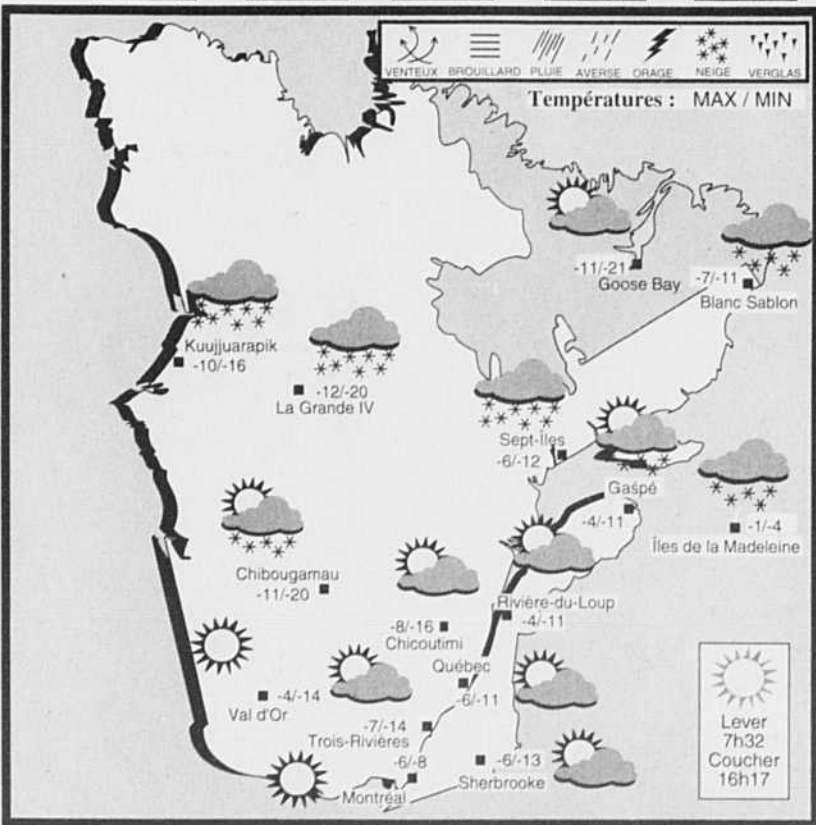 VENTEUX BROUILLARD PLUIE AVERSE ORAGE NEIGE VERGLAS
Températures : MAX / MIN
-11/-21
Goose Bay
-7/-11
Blanc Sablon
Kuujjuarapik
-10/-16
-12/-20
La Grande IV
Sept-Îles
-6/-12
Gaspé
-4/-11
-1/-4
Îles de la Madeleine
Chibougamau
-11/-20
Rivière-du-Loup
-4/-11
-8/-16
Chicoutimi
Québec
-6/-11
-4/-14
Val d'Or
-7/-14
Trois-Rivières
-6/-8
Montréal
-6/-13
Sherbrooke
Lever
7h32
Coucher
16h17